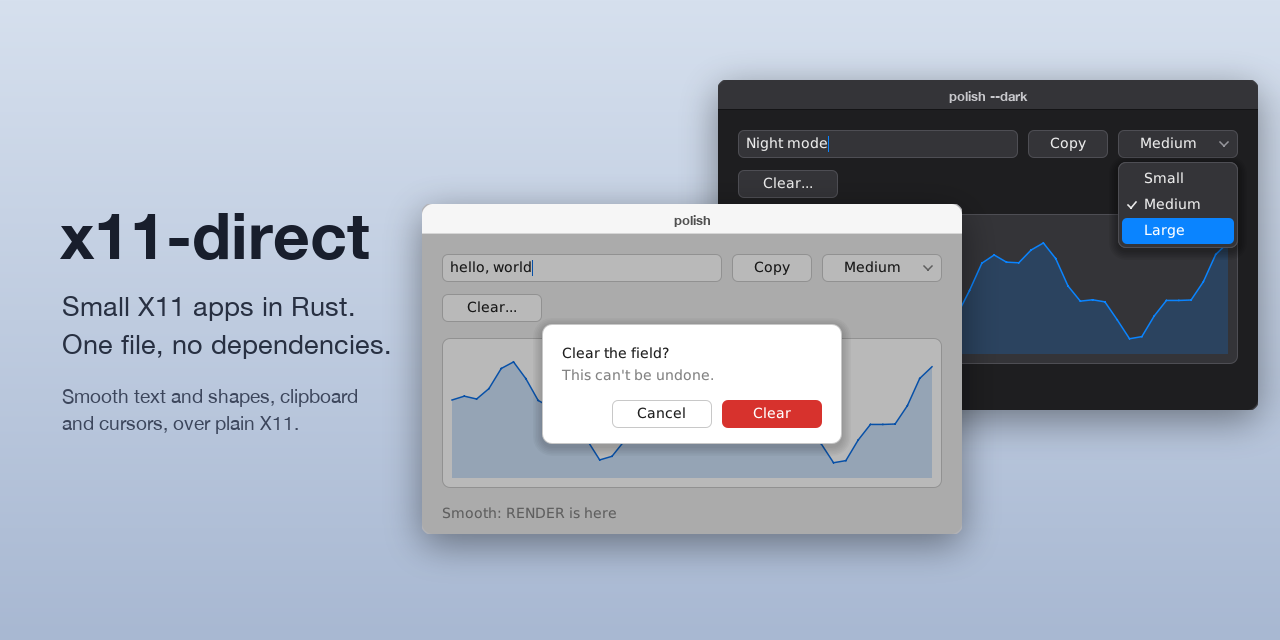 x11-direct
Small X11 apps in Rust.
One file, no dependencies.
Smooth text and shapes, clipboard
and cursors, over plain X11.
polish --dark
Night mode
Copy
Medium
Clear...
Small
Medium
Large
polish
hello, world
Copy
Medium
Clear...
Clear the field?
This can't be undone.
Cancel
Clear
Smooth: RENDER is here